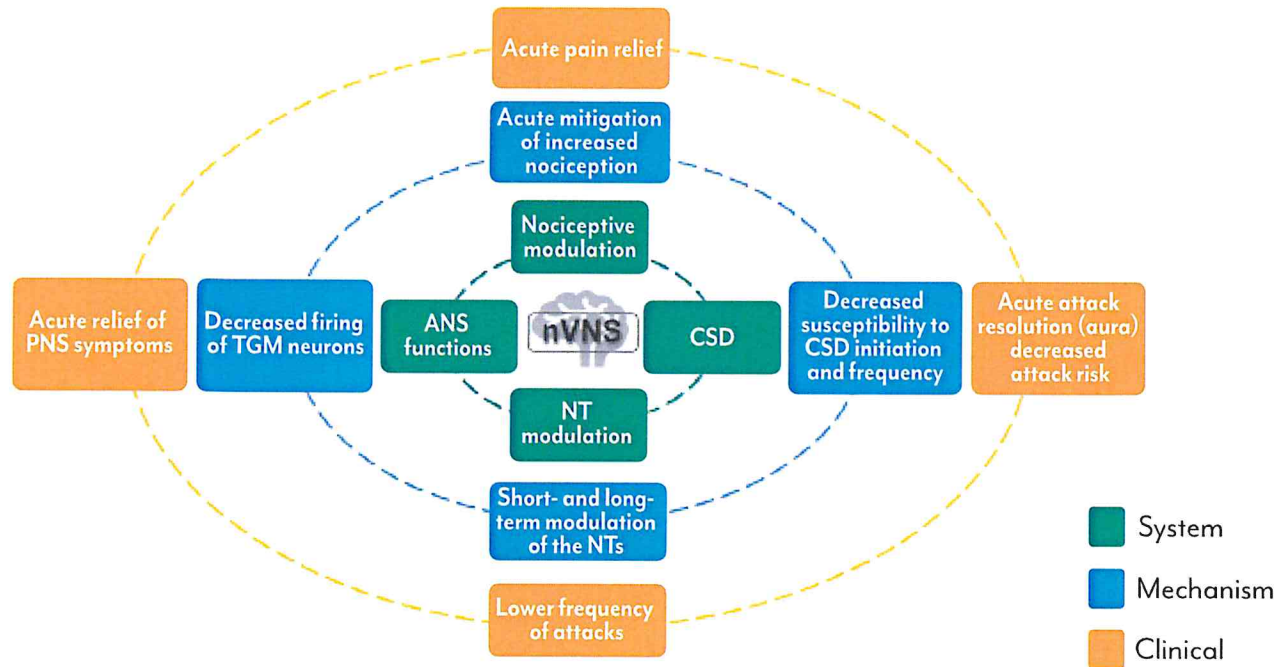 Acute pain relief
Acute mitigation
of increased
nociception
Nociceptive
modulation
Acute relief of
PNS symptoms
Decreased firing
of TGM neurons
ANS
functions
nVNS
CSD
Decreased
susceptibility to
CSD initiation
and frequency
Acute attack
resolution (aura)
decreased
attack risk
NT
modulation
Short- and long-
term modulation
of the NTs
Lower frequency
of attacks
System
Mechanism
Clinical